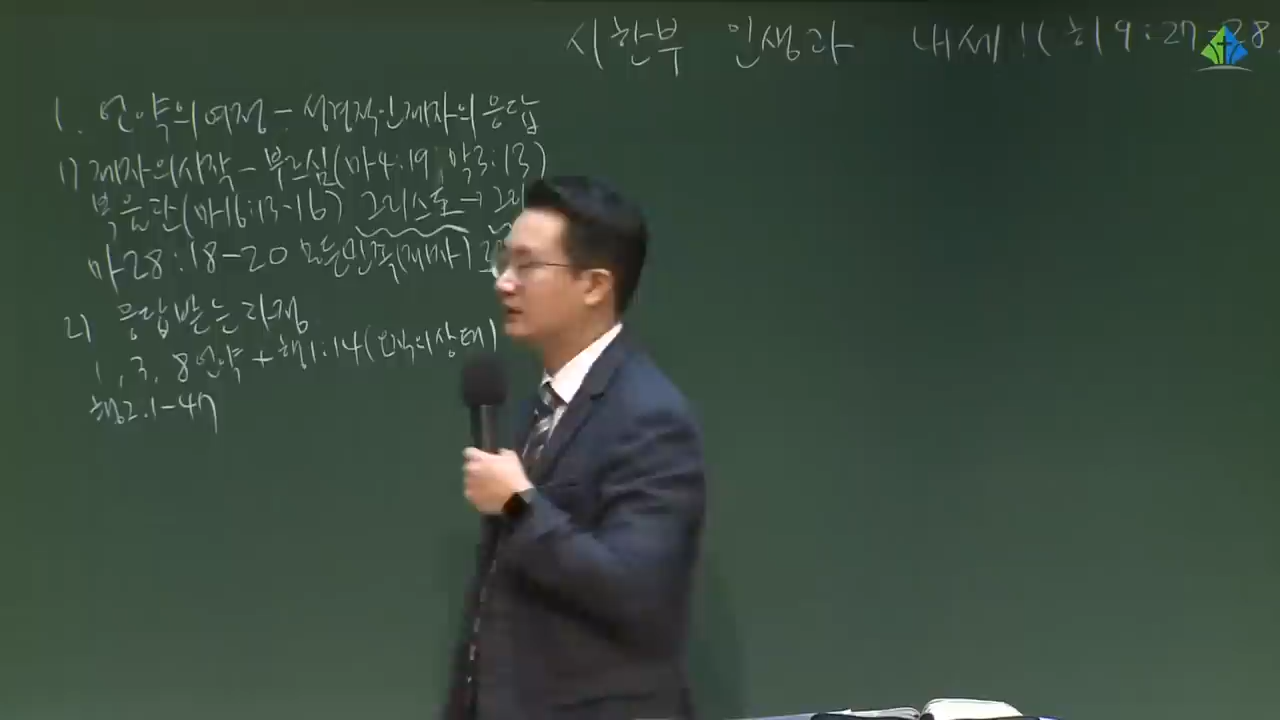 시한부 인생과 내세! (히9:27-28
1. 언약의 여정 - 성경적인 제자의 응답
1) 제자의 시작 - 부르심(마4:19, 막3:13)
복음관(마16:13-16) 그리스도→그리
마28:18-20 모든민족(제자)
2) 응답받는 과정
1, 3, 8 언약 + 행1:14(언약의상태)
행2:1-47